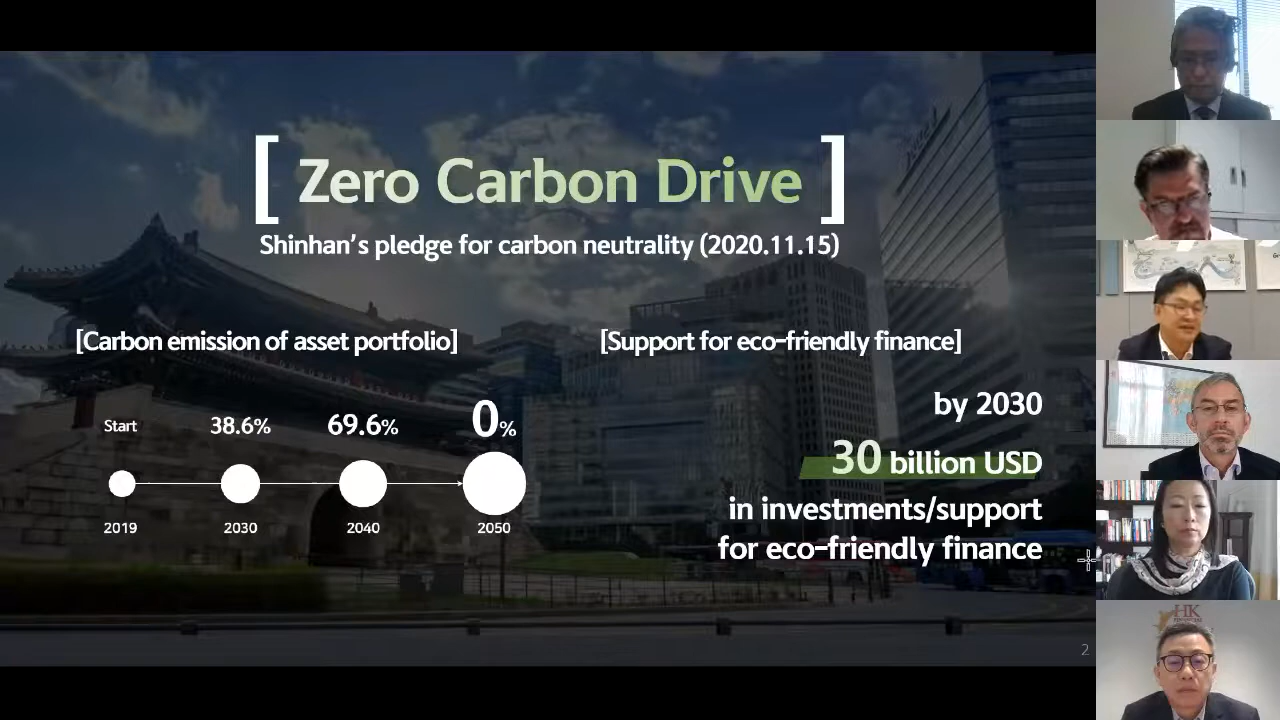 [ Zero Carbon Drive ]
Shinhan's pledge for carbon neutrality (2020.11.15)
[Carbon emission of asset portfolio]
Start 38.6% 69.6% 0%
2019 2030 2040 2050
[Support for eco-friendly finance]
by 2030
30 billion USD
in investments/support
for eco-friendly finance
2
HK